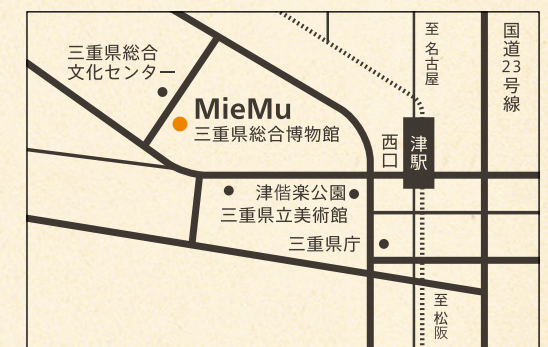 三重県総合
文化センター
MieMu
三重県総合博物館
津偕楽公園
三重県立美術館
三重県庁
西口
津駅
至 名古屋
国道23号線
至 松阪